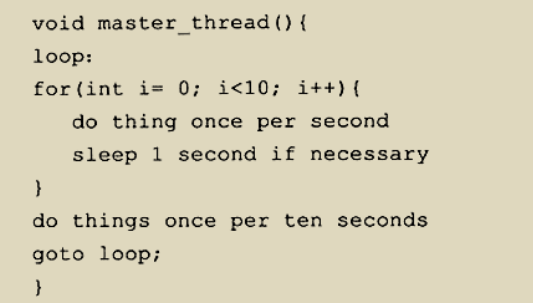 void master_thread(){
loop:
for(int i= 0; i<10; i++){
do thing once per second
sleep 1 second if necessary
}
do things once per ten seconds
goto loop;
}